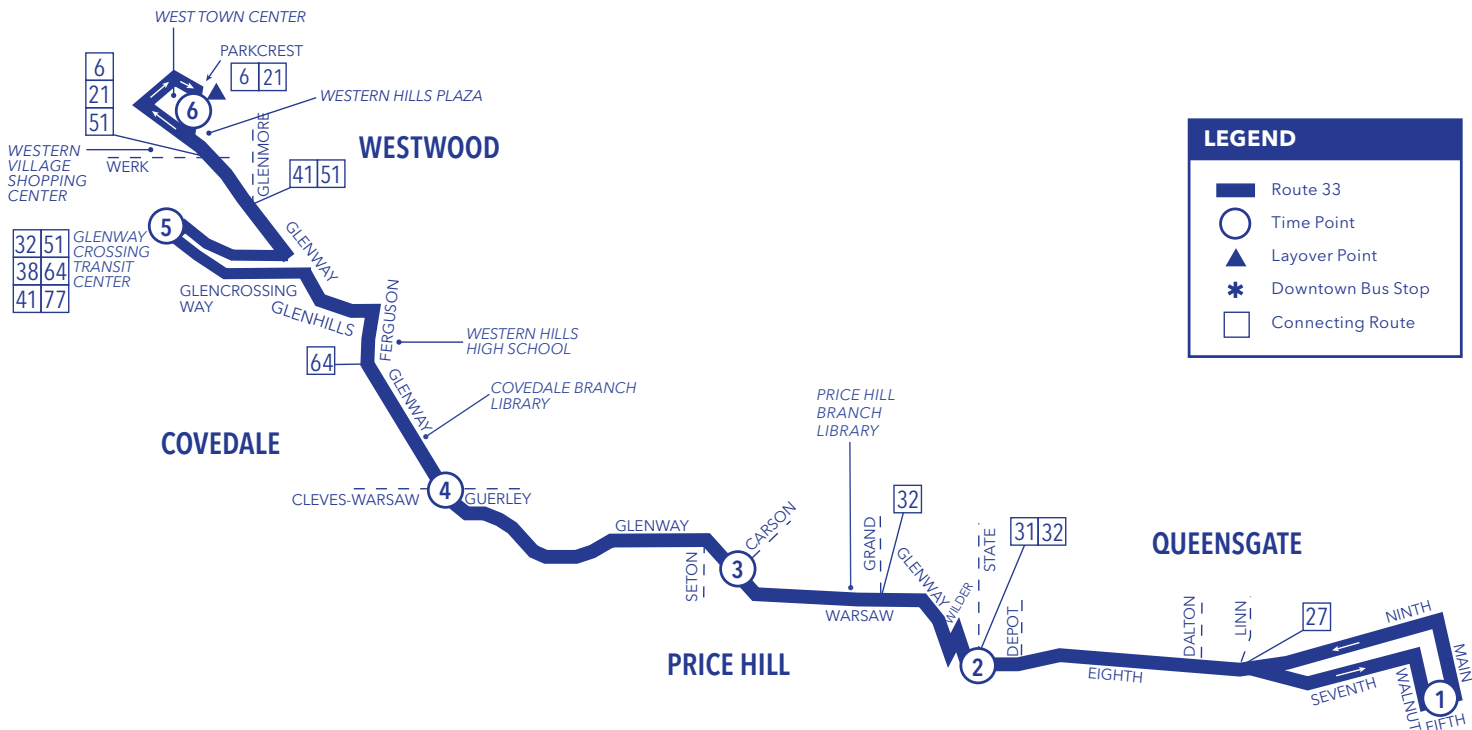 WEST TOWN CENTER
PARKCREST
6
21
51
6 21
6
WESTERN HILLS PLAZA
WESTWOOD
GLENMORE
WESTERN
VILLAGE
SHOPPING
CENTER
WERK
41 51
5
32 51
38 64
41 77
GLENWAY
CROSSING
TRANSIT
CENTER
GLENWAY
GLENCROSSING
WAY
GLENHILLS
FERGUSON
WESTERN HILLS
HIGH SCHOOL
64
GLENWAY
COVEDALE BRANCH
LIBRARY
COVEDALE
CLEVES-WARSAW
4
GUERLEY
GLENWAY
SETON
3
CARSON
PRICE HILL
BRANCH
LIBRARY
32
GRAND
WARSAW
GLENWAY
WILDER
STATE
31 32
2
DEPOT
PRICE HILL
EIGHTH
QUEENSGATE
DALTON
LINN
27
NINTH
SEVENTH
MAIN
WALNUT
1
FIFTH
LEGEND
Route 33
Time Point
Layover Point
Downtown Bus Stop
Connecting Route